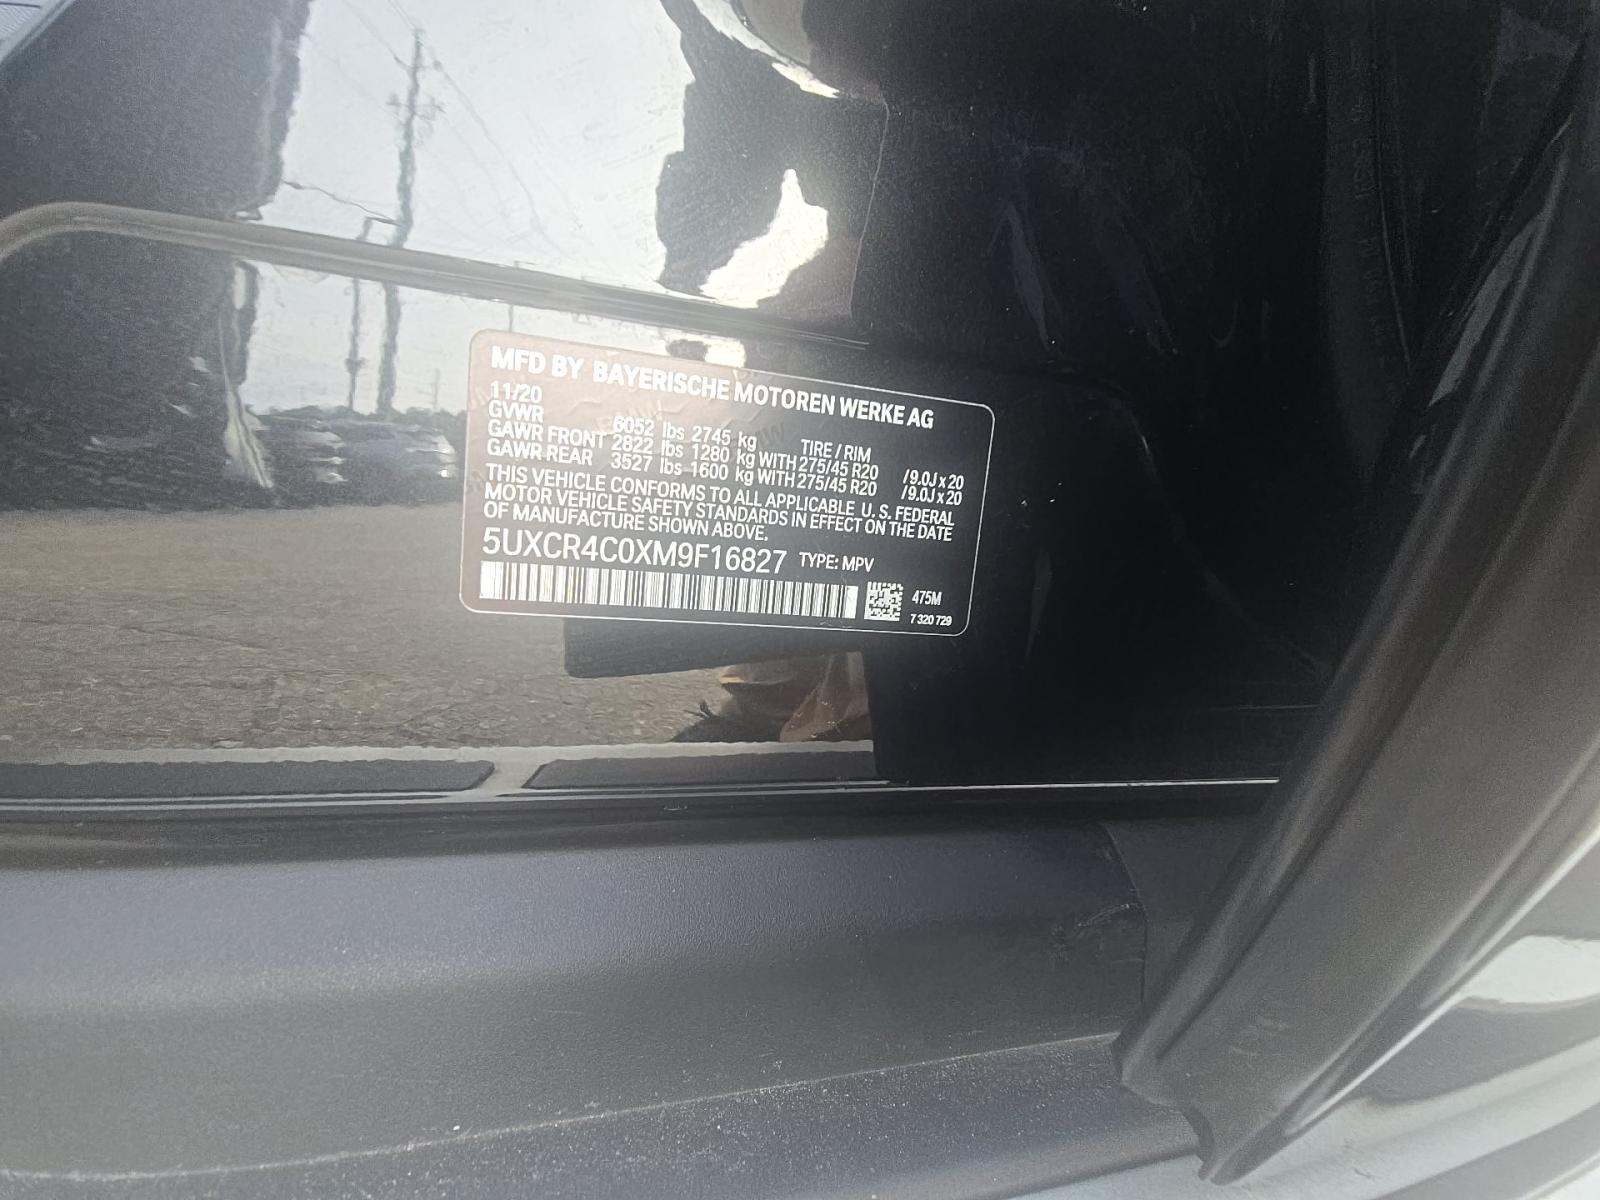 MFD BY BAYERISCHE MOTOREN WERKE AG
11/20
GVWR 6052 lbs 2745 kg TIRE / RIM
GAWR FRONT 2822 lbs 1280 kg WITH 275/45 R20 /9.0J x 20
GAWR REAR 3527 lbs 1600 kg WITH 275/45 R20 /9.0J x 20
THIS VEHICLE CONFORMS TO ALL APPLICABLE U. S. FEDERAL
MOTOR VEHICLE SAFETY STANDARDS IN EFFECT ON THE DATE
OF MANUFACTURE SHOWN ABOVE.
5UXCR4C0XM9F16827 TYPE: MPV
475M
7 320 729